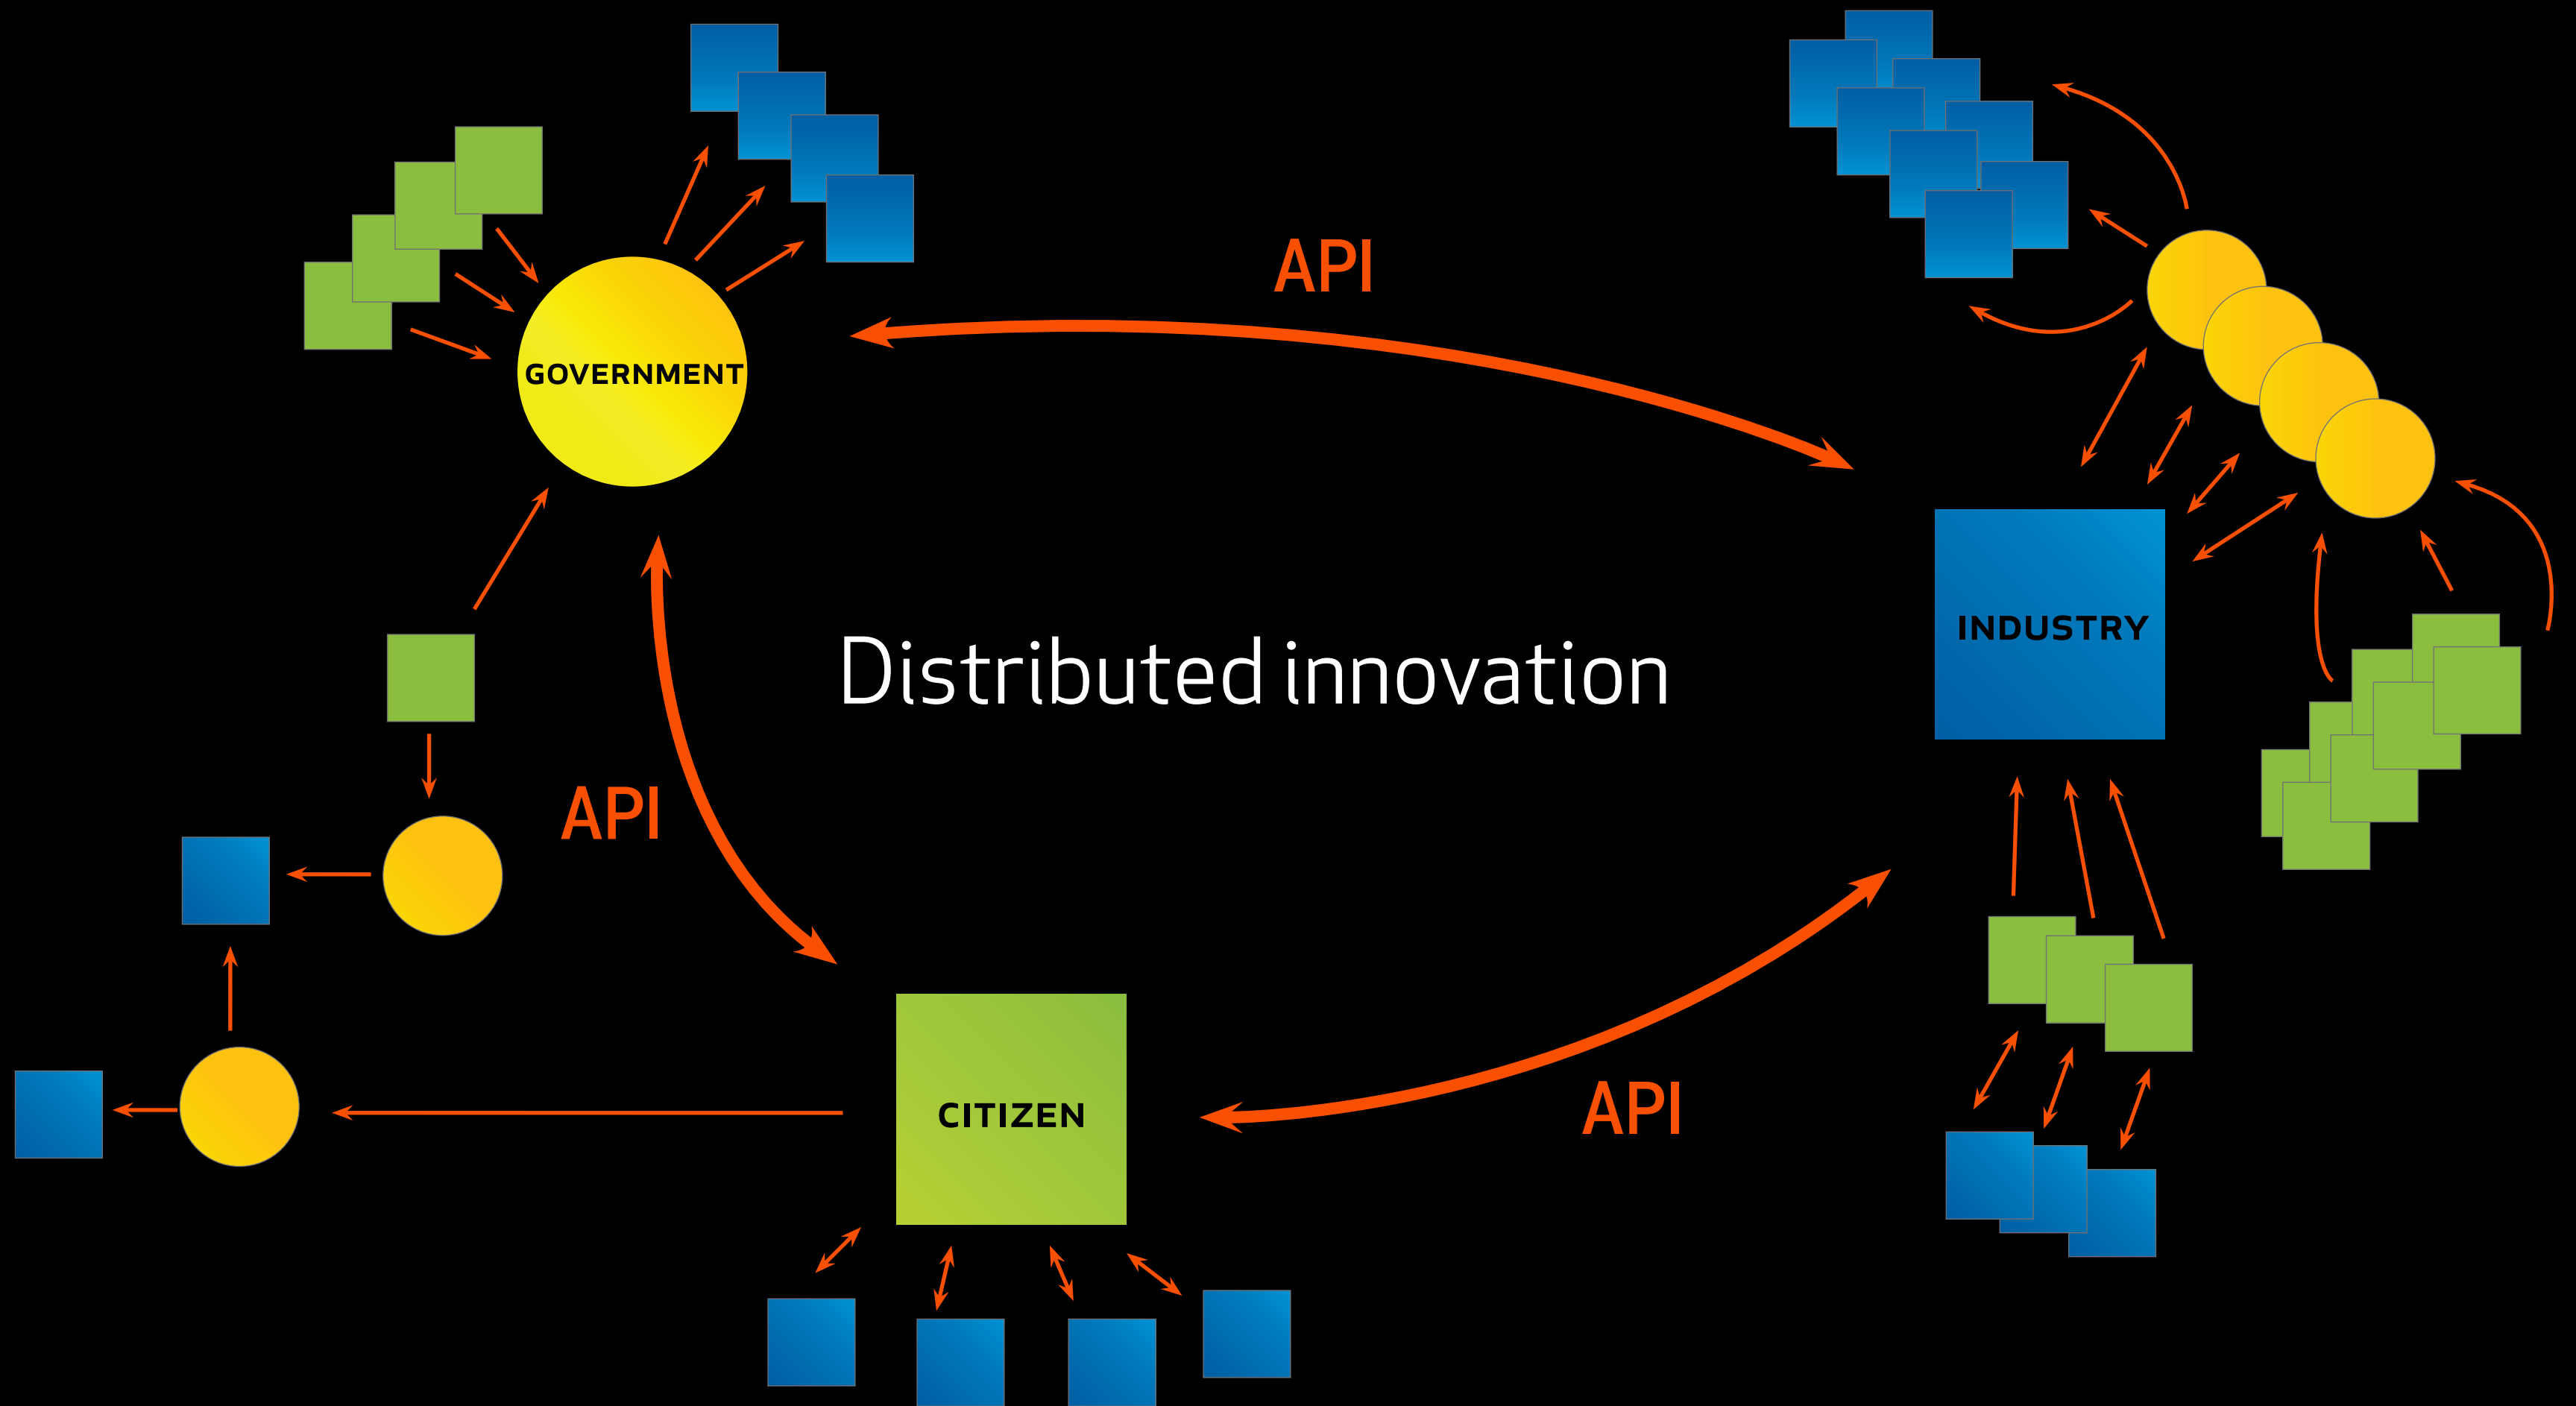 API
GOVERNMENT
INDUSTRY
Distributed innovation
API
CITIZEN
API